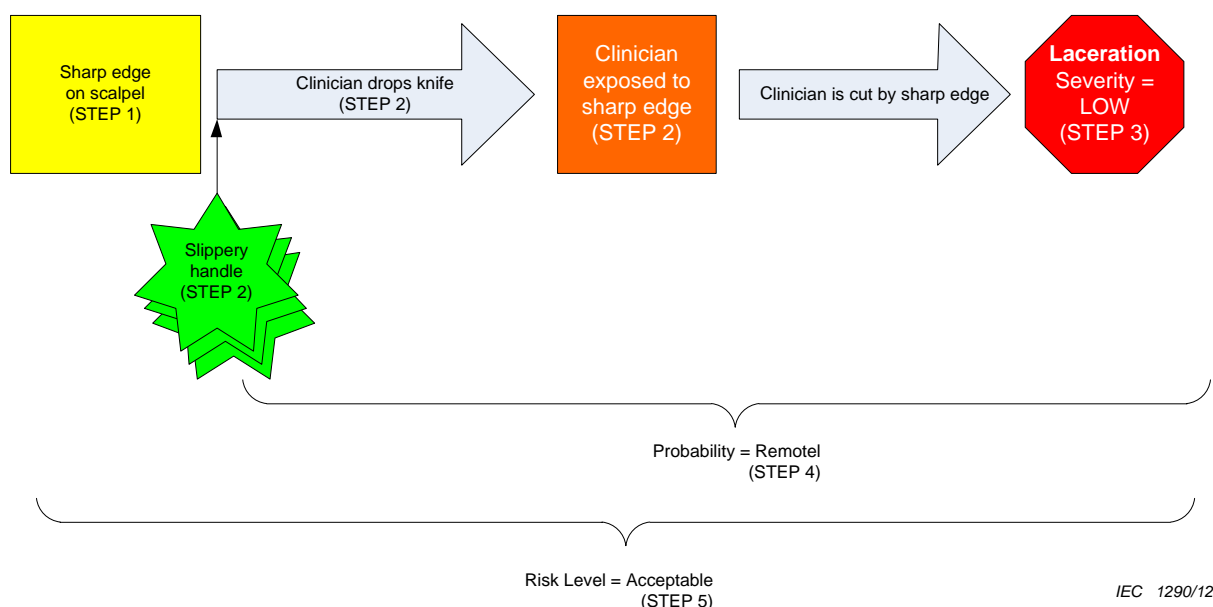 Sharp edge
on scalpel
(STEP 1)
Clinician drops knife
(STEP 2)
Clinician
exposed to
sharp edge
(STEP 2)
Clinician is cut by sharp edge
Laceration
Severity =
LOW
(STEP 3)
Slippery
handle
(STEP 2)
Probability = Remotel
(STEP 4)
Risk Level = Acceptable
(STEP 5)
IEC 1290/12